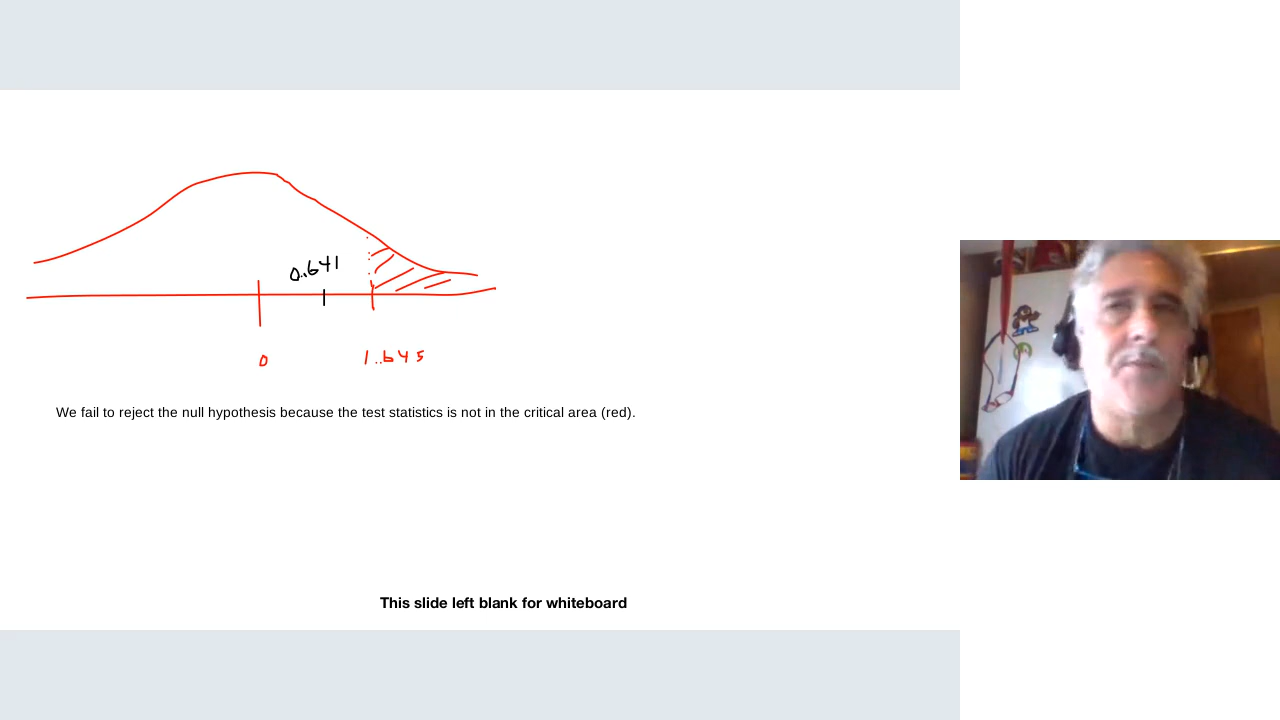 0..641
0
1..645
We fail to reject the null hypothesis because the test statistics is not in the critical area (red).
This slide left blank for whiteboard